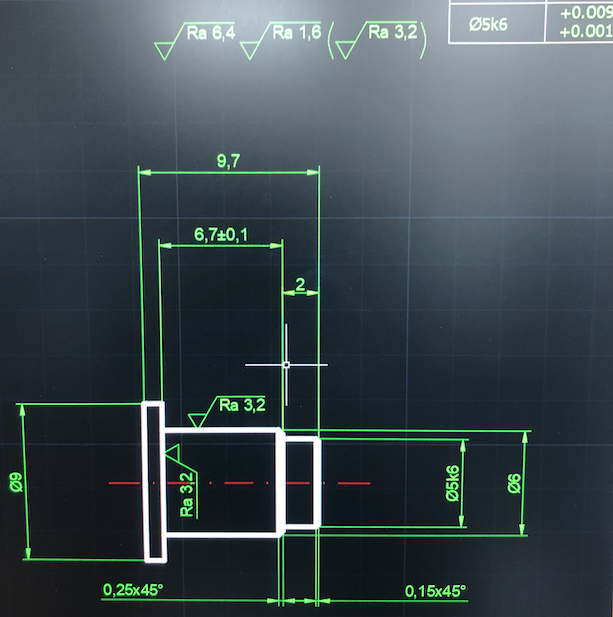 Ra 6,4 Ra 1,6 ( Ra 3,2 )
Ø5k6 +0.009
+0.001
9,7
6,7±0,1
2
Ra 3,2
Ra 3,2
Ø9
Ø5k6
Ø6
0,25x45°
0,15x45°